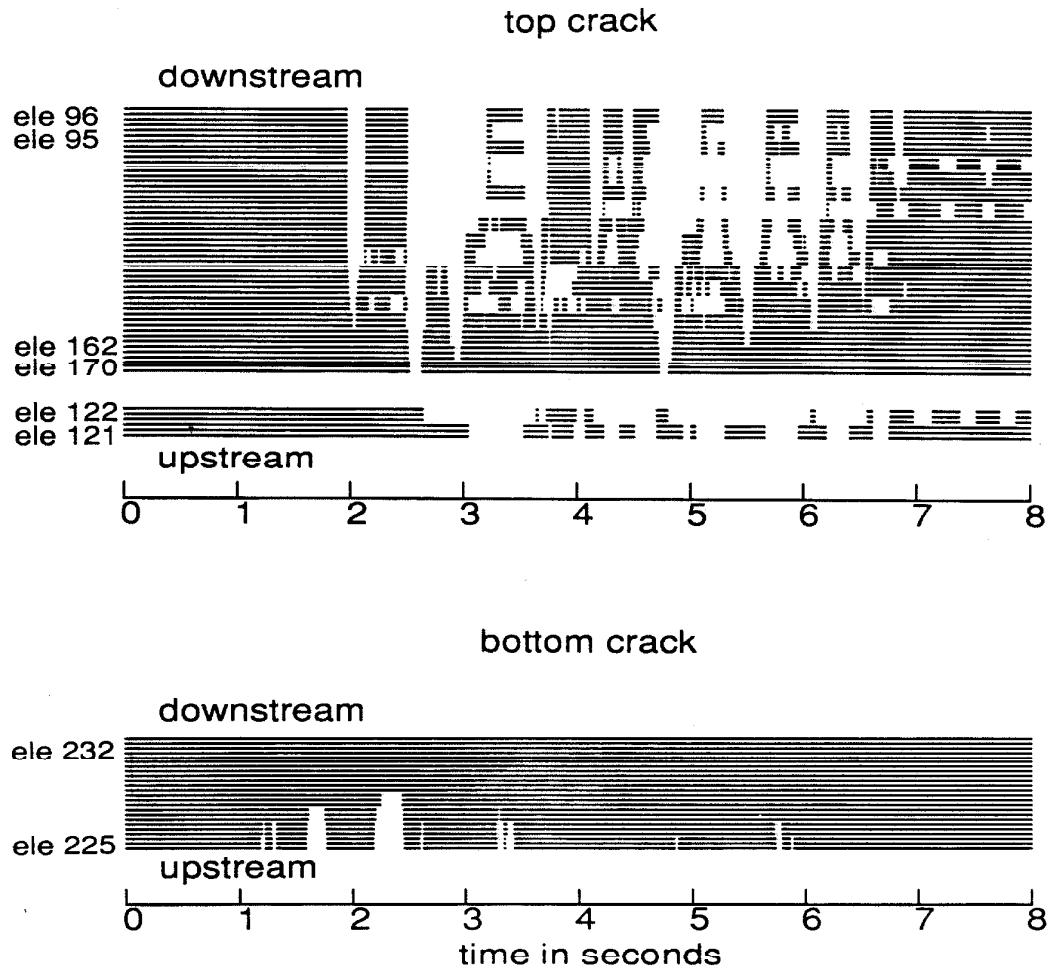 top crack
downstream
ele 96
ele 95
ele 162
ele 170
ele 122
ele 121
upstream
0 1 2 3 4 5 6 7 8
bottom crack
downstream
ele 232
ele 225
upstream
0 1 2 3 4 5 6 7 8
time in seconds